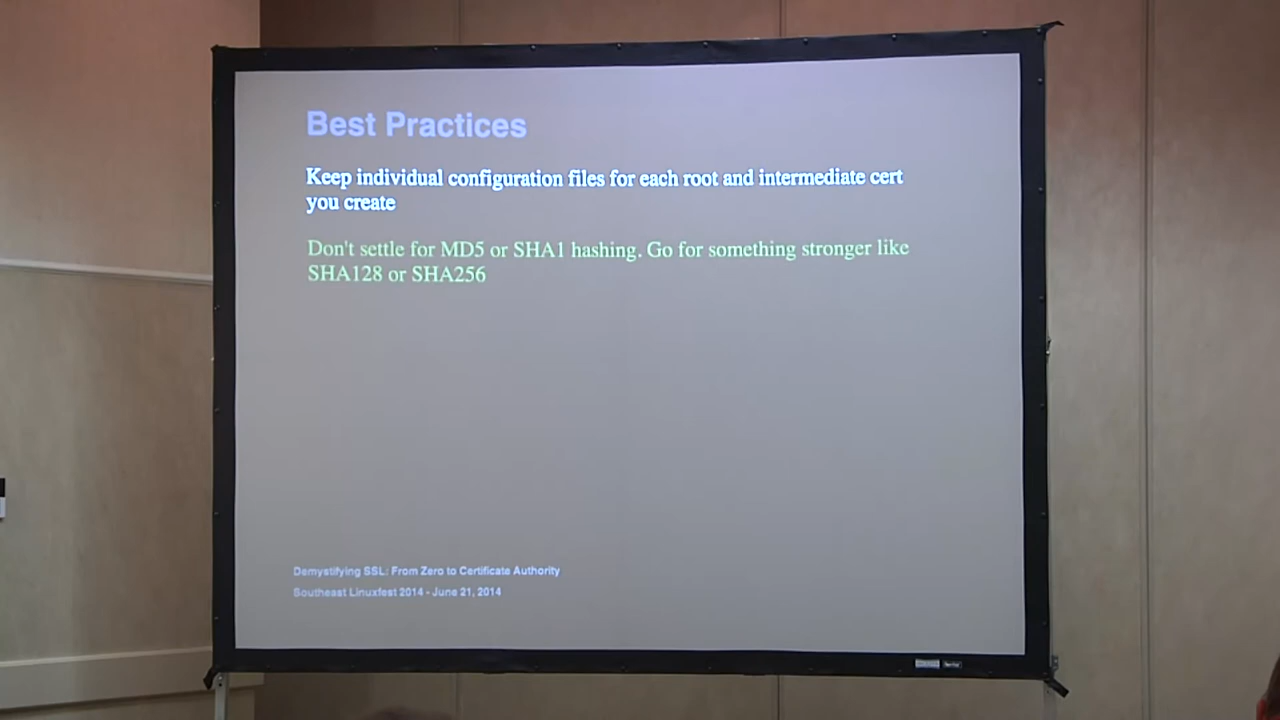 Best Practices
Keep individual configuration files for each root and intermediate cert
you create
Don't settle for MD5 or SHA1 hashing. Go for something stronger like
SHA128 or SHA256
Demystifying SSL: From Zero to Certificate Authority
Southeast Linuxfest 2014 - June 21, 2014